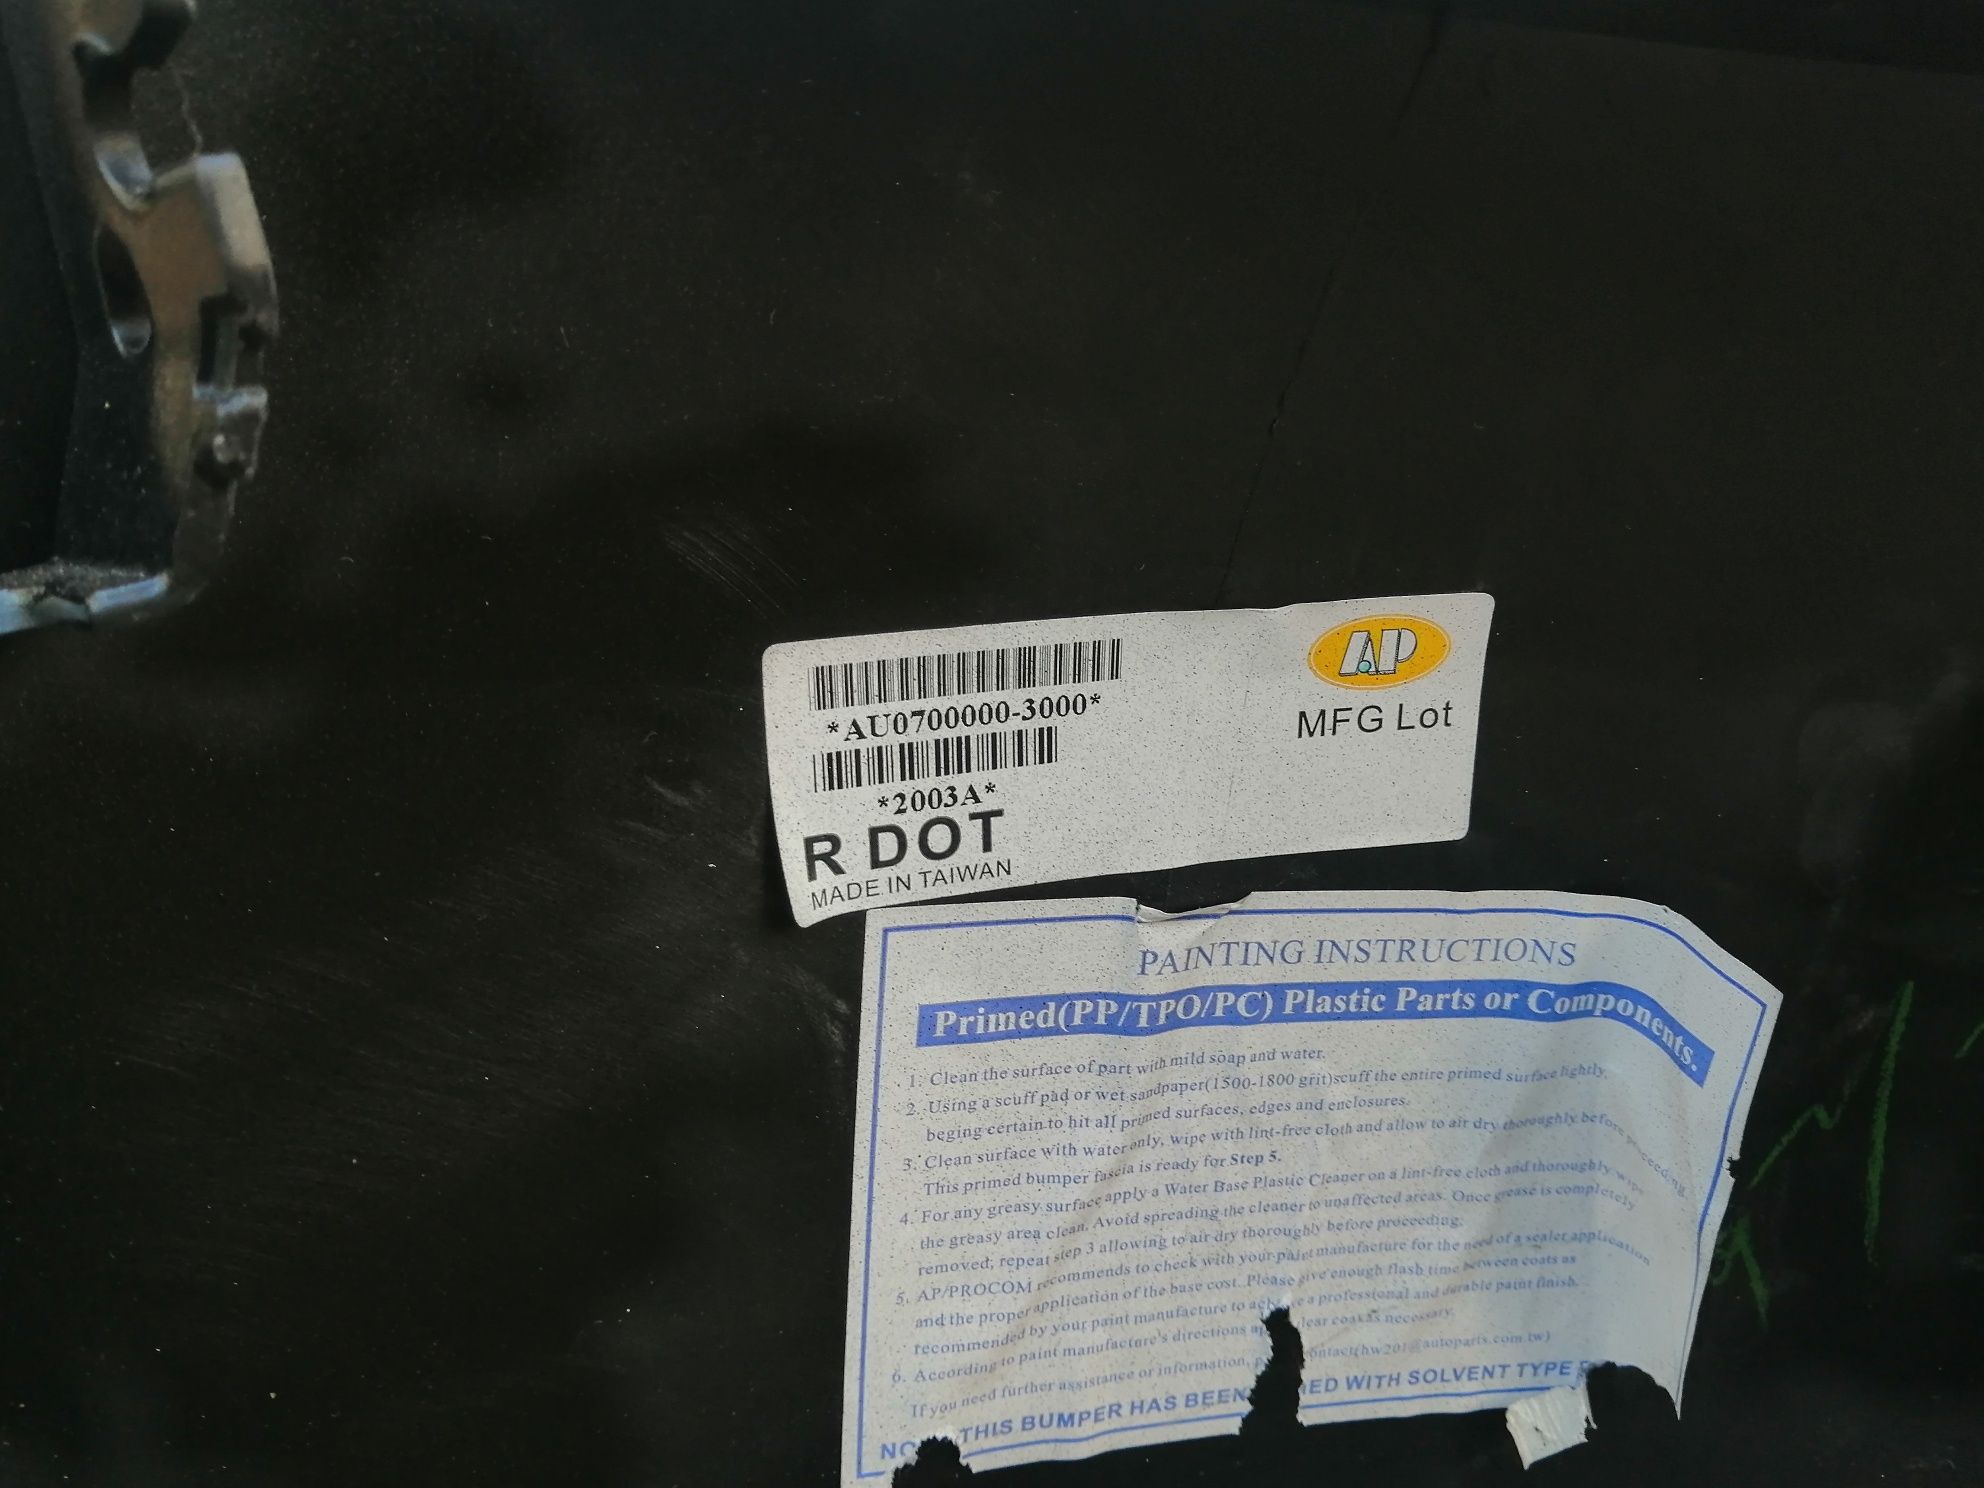 *AU0700000-3000*
*2003A*
R DOT
MADE IN TAIWAN
AP
MFG Lot
PAINTING INSTRUCTIONS
Primed(PP/TPO/PC) Plastic Parts or Components.
1. Clean the surface of part with mild soap and water.
2. Using a scuff pad or wet sandpaper(1500-1800 grit)scuff the entire primed surface lightly,
beging certain to hit all primed surfaces, edges and enclosures.
3. Clean surface with water only, wipe with lint-free cloth and allow to air dry thoroughly before proceeding.
This primed bumper fascia is ready for Step 5.
4. For any greasy surface apply a Water Base Plastic Cleaner on a lint-free cloth and thoroughly wipe
the greasy area clean. Avoid spreading the cleaner to unaffected areas. Once grease is completely
removed; repeat step 3 allowing to air dry thoroughly before proceeding.
5. AP/PROCOM recommends to check with your paint manufacture for the need of a sealer application
and the proper application of the base cost. Please give enough flash time between coats as
recommended by your paint manufacture to a professional and durable paint finish.
6. According to paint manufacture's directions coat as necessary.
If you need further assistance or information, (hw201@autoparts.com.tw)
THIS BUMPER HAS BEEN WITH SOLVENT TYPE